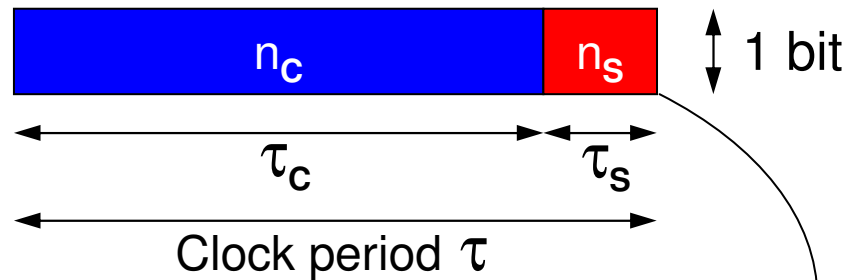 n_c n_s 1 bit
τ_c τ_s
Clock period τ